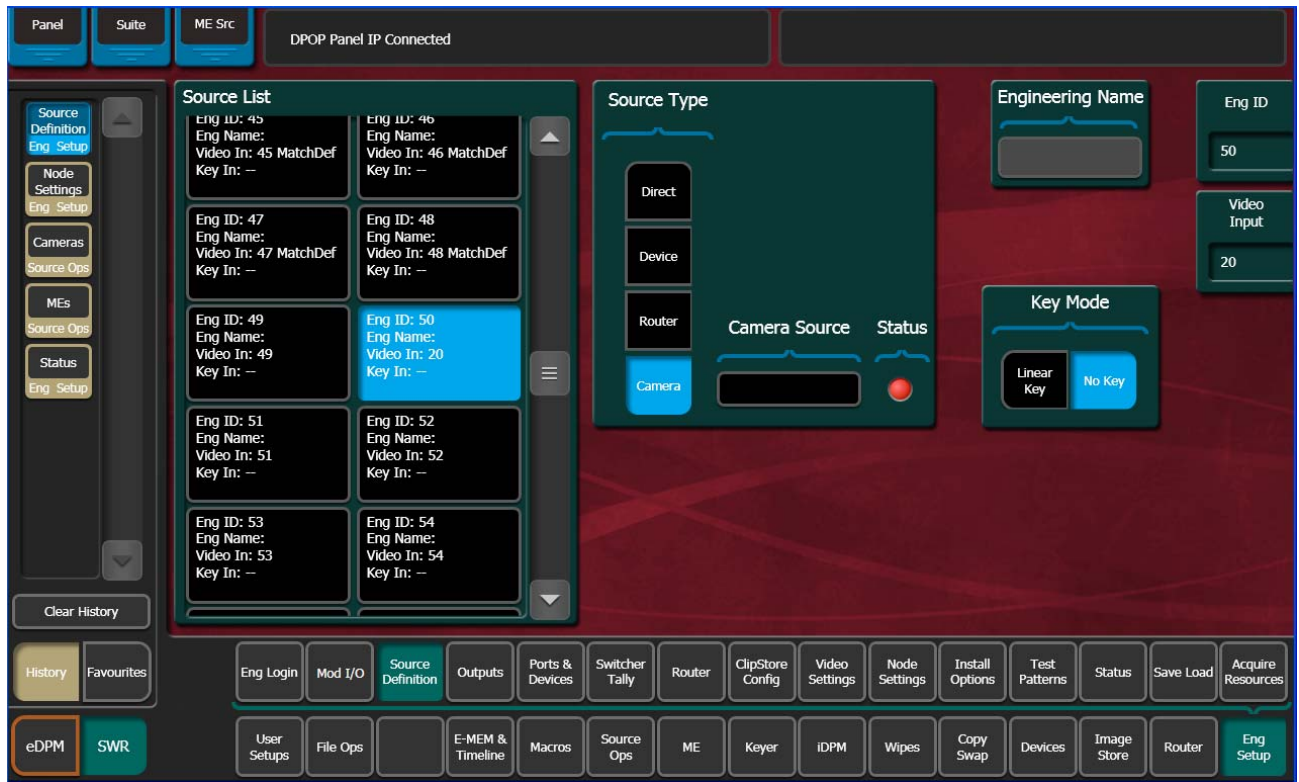 Panel
Suite
ME Src
DPOP Panel IP Connected
Source
Definition
Eng Setup
Node
Settings
Eng Setup
Cameras
Source Ops
MEs
Source Ops
Status
Eng Setup
Clear History
History
Favourites
eDPM
SWR
Source List
Eng ID: 45
Eng Name:
Video In: 45 MatchDef
Key In: --
Eng ID: 46
Eng Name:
Video In: 46 MatchDef
Key In: --
Eng ID: 47
Eng Name:
Video In: 47 MatchDef
Key In: --
Eng ID: 48
Eng Name:
Video In: 48 MatchDef
Key In: --
Eng ID: 49
Eng Name:
Video In: 49
Key In: --
Eng ID: 50
Eng Name:
Video In: 20
Key In: --
Eng ID: 51
Eng Name:
Video In: 51
Key In: --
Eng ID: 52
Eng Name:
Video In: 52
Key In: --
Eng ID: 53
Eng Name:
Video In: 53
Key In: --
Eng ID: 54
Eng Name:
Video In: 54
Key In: --
Source Type
Direct
Device
Router
Camera
Camera Source
Status
Engineering Name
Eng ID
50
Video
Input
20
Key Mode
Linear
Key
No Key
Eng Login
Mod I/O
Source
Definition
Outputs
Ports &
Devices
Switcher
Tally
Router
ClipStore
Config
Video
Settings
Node
Settings
Install
Options
Test
Patterns
Status
Save Load
Acquire
Resources
User
Setups
File Ops
E-MEM &
Timeline
Macros
Source
Ops
ME
Keyer
iDPM
Wipes
Copy
Swap
Devices
Image
Store
Router
Eng
Setup